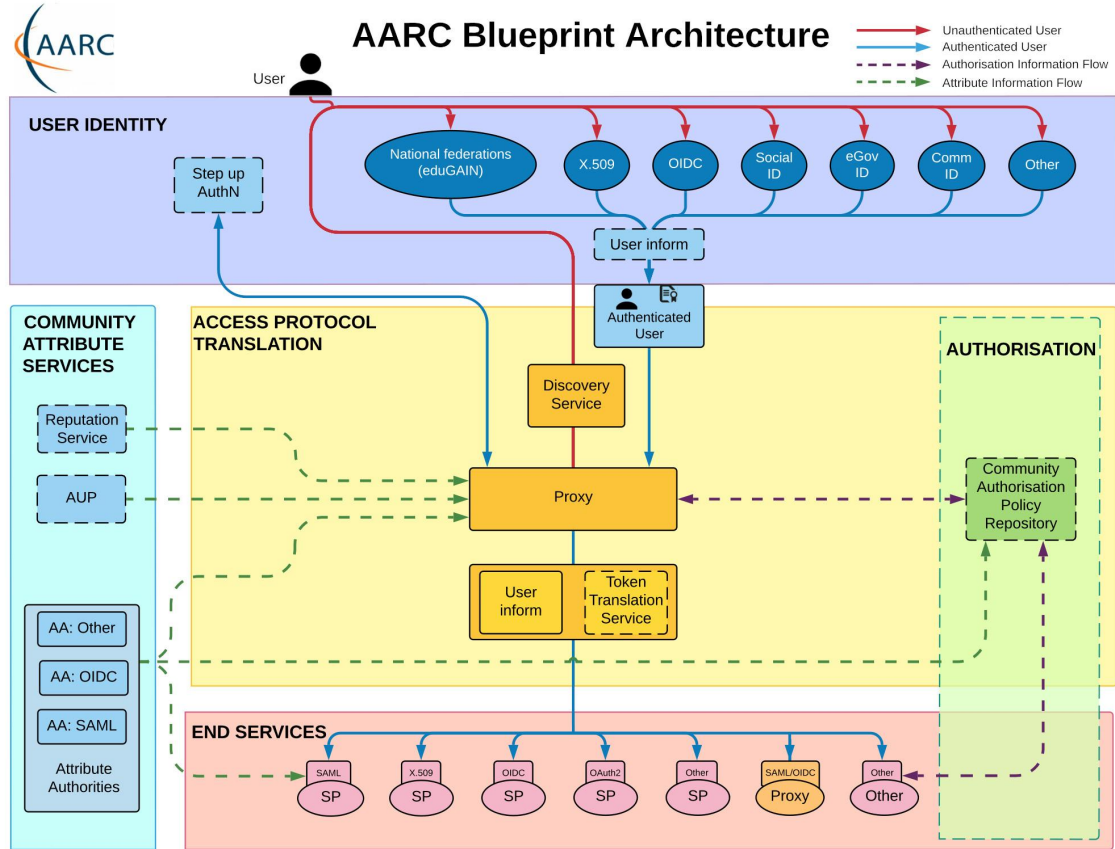 AARC
AARC Blueprint Architecture
Unauthenticated User
Authenticated User
Authorisation Information Flow
Attribute Information Flow
User
USER IDENTITY
National federations
(eduGAIN)
X.509
OIDC
Social
ID
eGov
ID
Comm
ID
Other
Step up
AuthN
User inform
Authenticated
User
COMMUNITY
ATTRIBUTE
SERVICES
ACCESS PROTOCOL
TRANSLATION
AUTHORISATION
Discovery
Service
Reputation
Service
AUP
Proxy
Community
Authorisation
Policy
Repository
User
inform
Token
Translation
Service
AA: Other
AA: OIDC
AA: SAML
Attribute
Authorities
END SERVICES
SAML
SP
X.509
SP
OIDC
SP
OAuth2
SP
Other
SP
SAML/OIDC
Proxy
Other
Other